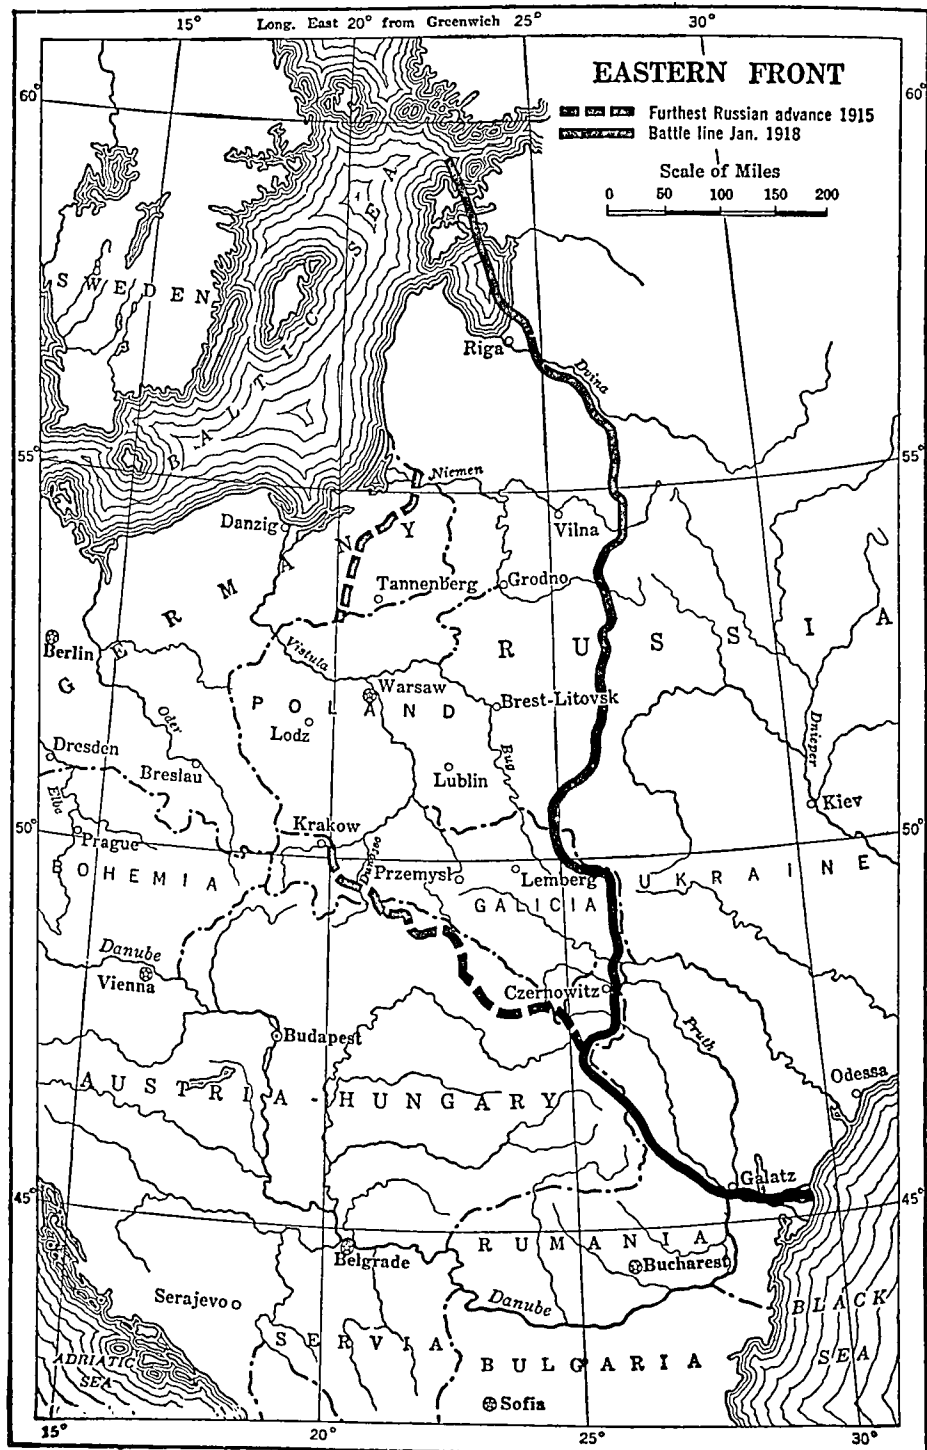 15° Long. East 20° from Greenwich 25° 30°
EASTERN FRONT
Furthest Russian advance 1915
Battle line Jan. 1918
Scale of Miles
0 50 100 150 200
60° 60°
BALTIC SEA
SWEDEN
Riga
Dvina
55° 55°
Niemen
Danzig
Vilna
GERMANY
Tannenberg
Grodno
RUSSIA
Berlin
Vistula
Warsaw
POLAND
Brest-Litovsk
Lodz
Oder
Dnieper
Dresden
Breslau
Lublin
Bug
Elbe
Kiev
50° 50°
Krakow
Prague
Dunajec
BOHEMIA
Przemysl
Lemberg
UKRAINE
GALICIA
Danube
Vienna
Czernowitz
Budapest
Pruth
Odessa
AUSTRIA-HUNGARY
Galatz
45° 45°
RUMANIA
Belgrade
Bucharest
Serajevo
Danube
BLACK SEA
SERVIA
ADRIATIC
SEA
BULGARIA
Sofia
15° 20° 25° 30°